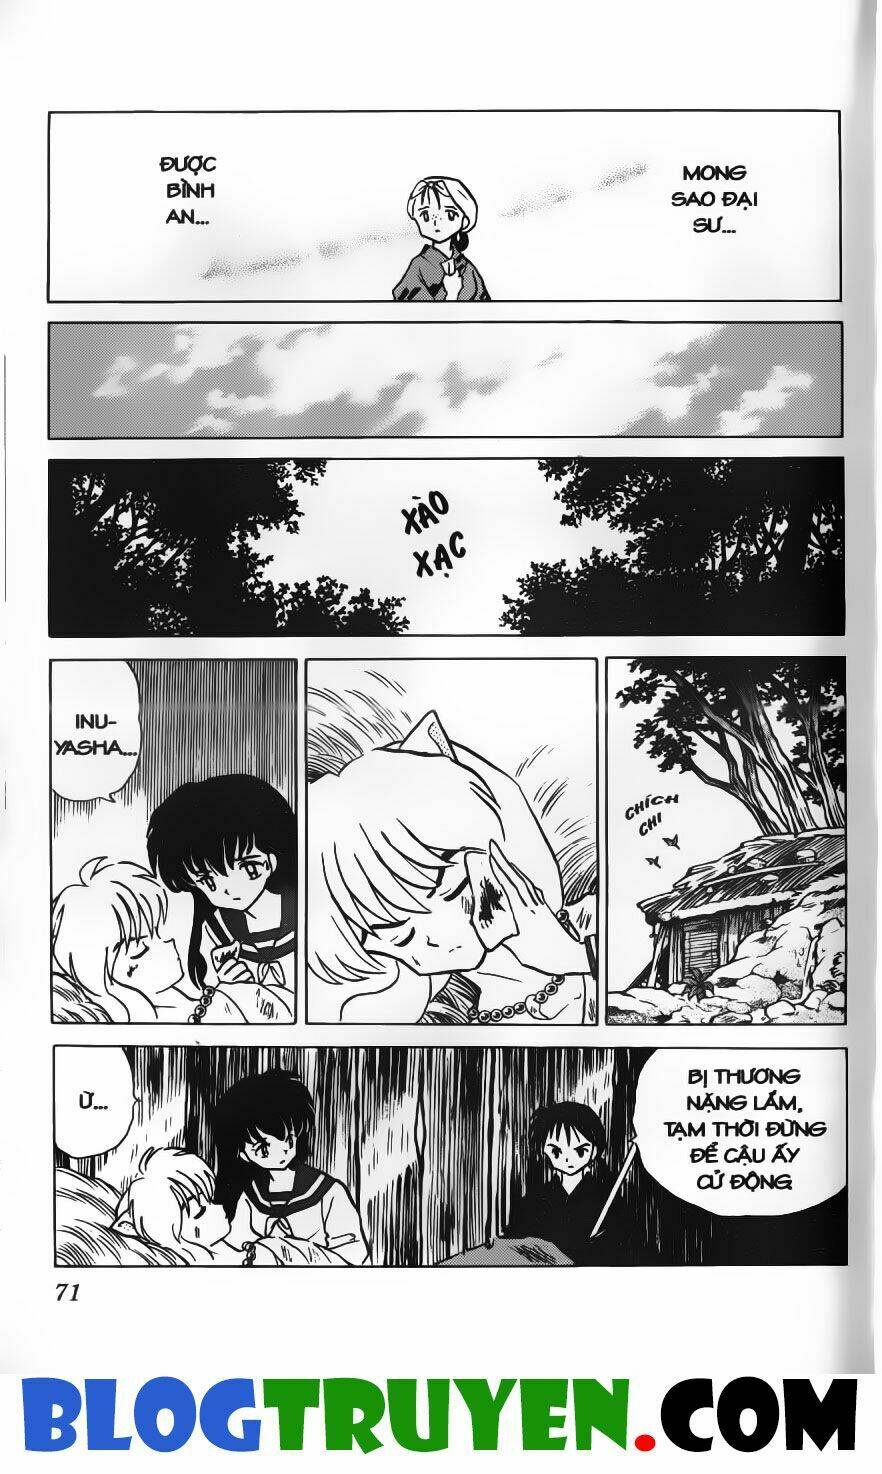 MONG
SAO ĐẠI
SƯ...
ĐƯỢC
BÌNH
AN...
XÀO
XẠC
CHÍCH
CHI
INU-
YASHA...
BỊ THƯƠNG
NẶNG LẮM,
TẠM THỜI ĐỪNG
ĐỂ CẬU ẤY
CỬ ĐỘNG
Ừ...
71
BLOGTRUYEN.COM